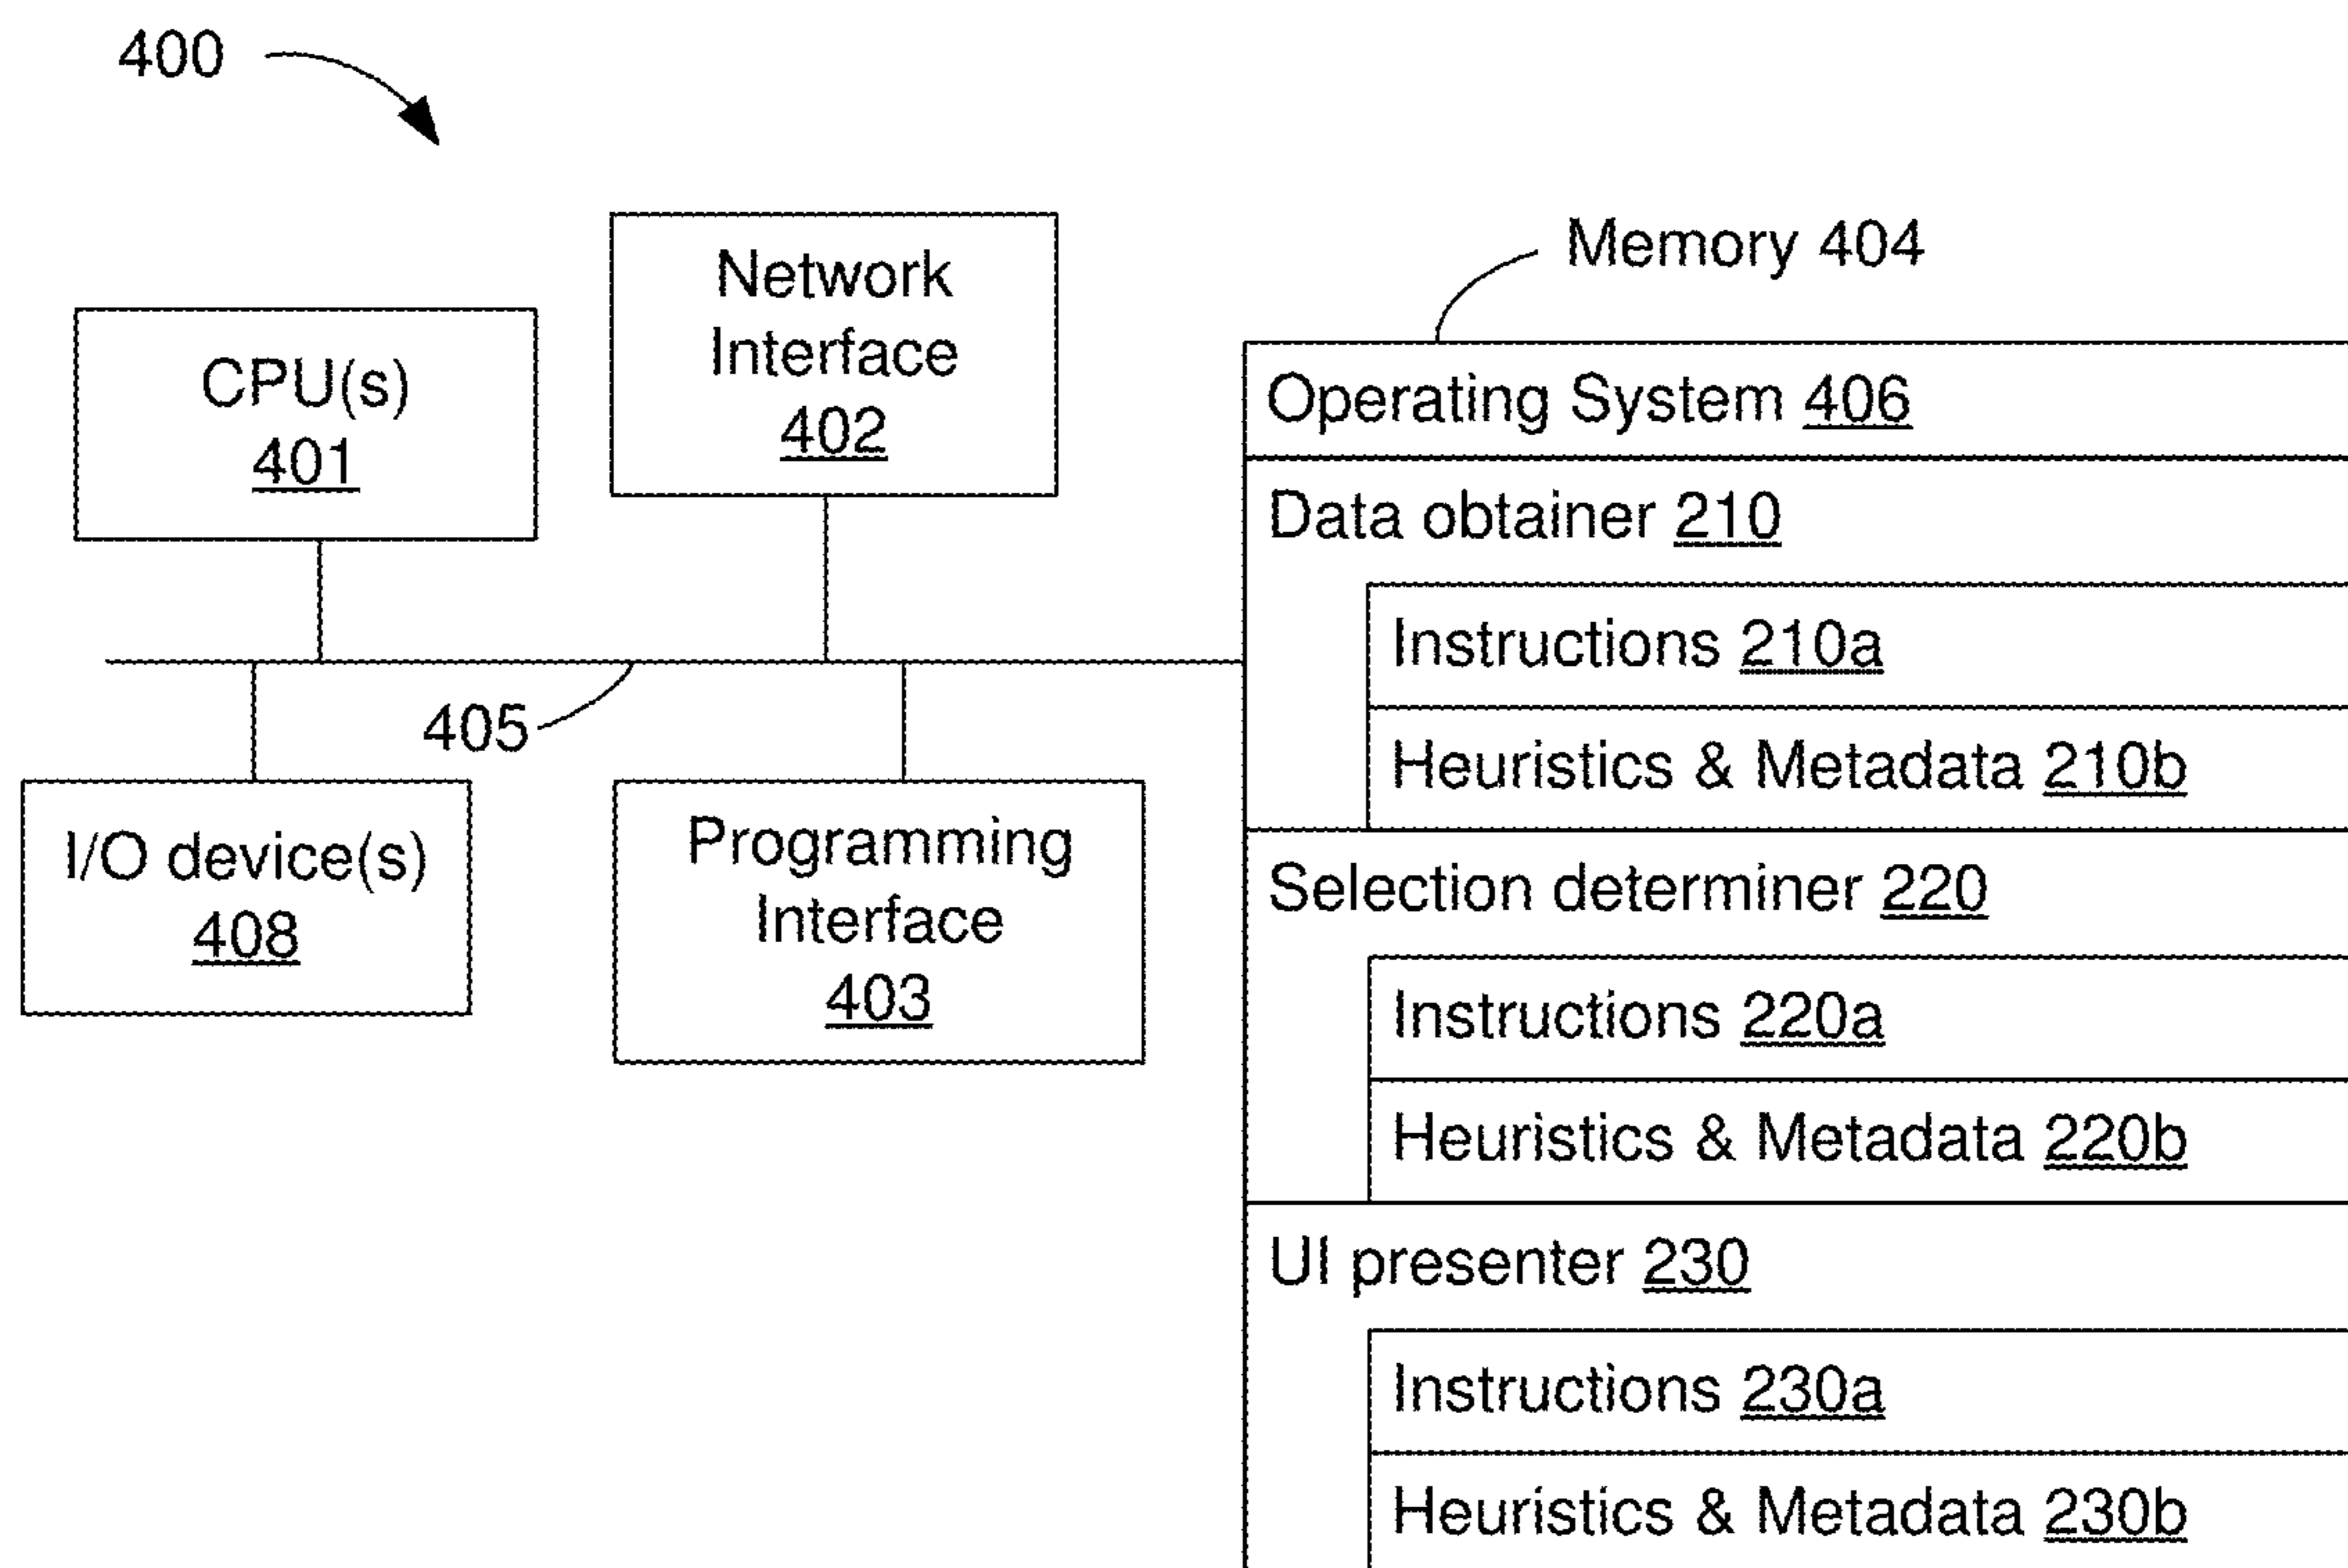 400
Network
Interface
402
Memory 404
CPU(s)
401
Operating System 406
Data obtainer 210
Instructions 210a
405
Heuristics & Metadata 210b
I/O device(s)
408
Programming
Interface
403
Selection determiner 220
Instructions 220a
Heuristics & Metadata 220b
UI presenter 230
Instructions 230a
Heuristics & Metadata 230b